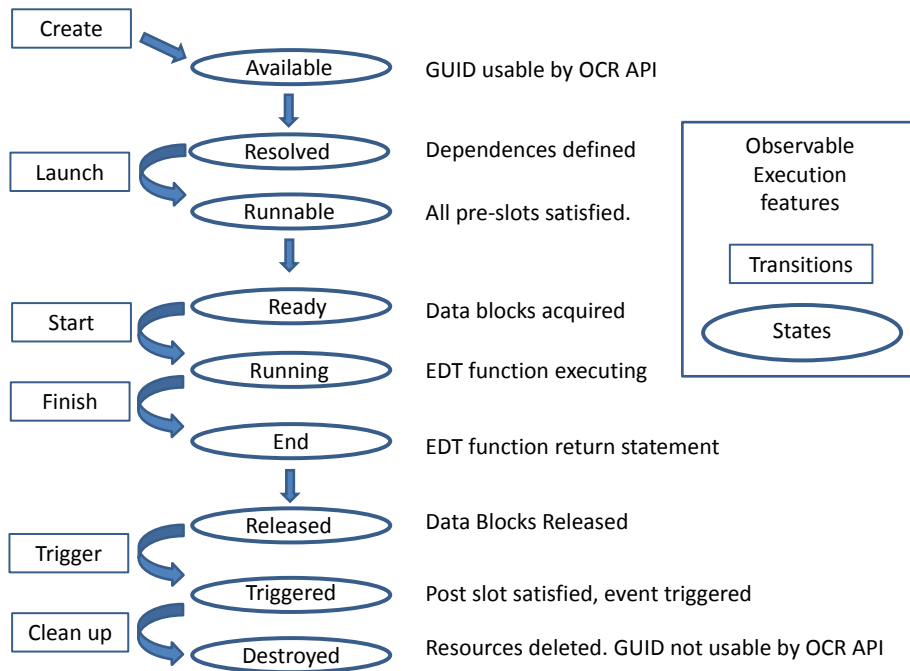 Create
Available
GUID usable by OCR API
Resolved
Dependences defined
Launch
Runnable
All pre-slots satisfied.
Ready
Data blocks acquired
Start
Running
EDT function executing
Finish
End
EDT function return statement
Released
Data Blocks Released
Trigger
Triggered
Post slot satisfied, event triggered
Clean up
Destroyed
Resources deleted. GUID not usable by OCR API
Observable
Execution
features
Transitions
States